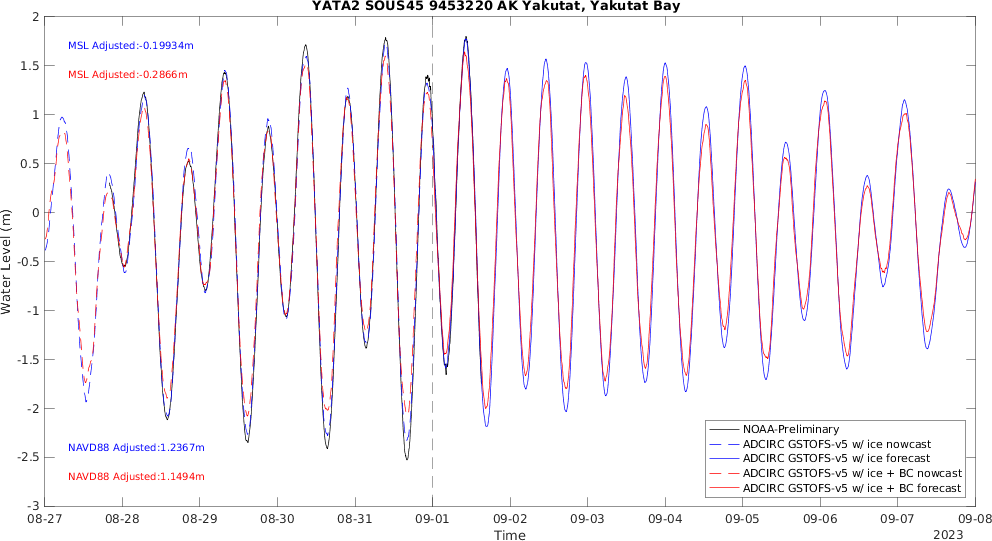 YATA2 SOUS45 9453220 AK Yakutat, Yakutat Bay
MSL Adjusted:-0.19934m
MSL Adjusted:-0.2866m
NAVD88 Adjusted:1.2367m
NAVD88 Adjusted:1.1494m
Water Level (m)
2
1.5
1
0.5
0
-0.5
-1
-1.5
-2
-2.5
-3
NOAA-Preliminary
ADCIRC GSTOFS-v5 w/ ice nowcast
ADCIRC GSTOFS-v5 w/ ice forecast
ADCIRC GSTOFS-v5 w/ ice + BC nowcast
ADCIRC GSTOFS-v5 w/ ice + BC forecast
08-27 08-28 08-29 08-30 08-31 09-01 09-02 09-03 09-04 09-05 09-06 09-07 09-08
Time
2023